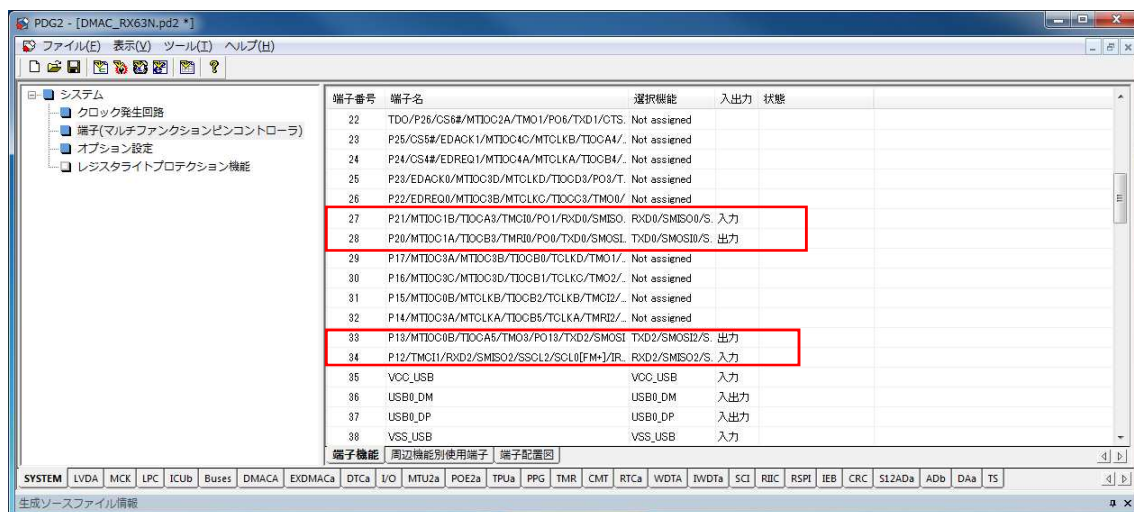 PDG2 - [DMAC_RX63N.pd2 *]
ファイル(F) 表示(V) ツール(T) ヘルプ(H)
システム
クロック発生回路
端子(マルチファンクションピンコントローラ)
オプション設定
レジスタライトプロテクション機能
端子番号 端子名 選択機能 入出力 状態
22 TDO/P26/CS6#/MTIOC2A/TMO1/PO6/TXD1/CTS. Not assigned
23 P25/CS5#/EDACK1/MTIOC4C/MTCLKB/TIOCA4/.. Not assigned
24 P24/CS4#/EDREQ1/MTIOC4A/MTCLKA/TIOCB4/.. Not assigned
25 P23/EDACK0/MTIOC3D/MTCLKD/TIOCD3/PO3/T. Not assigned
26 P22/EDREQ0/MTIOC3B/MTCLKC/TIOCC3/TMO0/ Not assigned
27 P21/MTIOC1B/TIOCA3/TMCI0/PO1/RXD0/SMISO. RXD0/SMISO0/S. 入力
28 P20/MTIOC1A/TIOCB3/TMRI0/PO0/TXD0/SMOSI.. TXD0/SMOSI0/S. 出力
29 P17/MTIOC3A/MTIOC3B/TIOCB0/TCLKD/TMO1/.. Not assigned
30 P16/MTIOC3C/MTIOC3D/TIOCB1/TCLKC/TMO2/.. Not assigned
31 P15/MTIOC0B/MTCLKB/TIOCB2/TCLKB/TMCI2/.. Not assigned
32 P14/MTIOC3A/MTCLKA/TIOCB5/TCLKA/TMRI2/.. Not assigned
33 P13/MTIOC0B/TIOCA5/TMO3/PO13/TXD2/SMOSI TXD2/SMOSI2/S. 出力
34 P12/TMCI1/RXD2/SMISO2/SSCL2/SCL0[FM+]/IR.. RXD2/SMISO2/S. 入力
35 VCC_USB VCC_USB 入力
36 USB0_DM USB0_DM 入出力
37 USB0_DP USB0_DP 入出力
38 VSS_USB VSS_USB 入力
端子機能 周辺機能別使用端子 端子配置図
SYSTEM LVDA MCK LPC ICUb Buses DMACA EXDMACa DTCa I/O MTU2a POE2a TPUa PPG TMR CMT RTCa WDTA IWDTa SCI RIIC RSPI IEB CRC S12ADa ADb DAa TS
生成ソースファイル情報